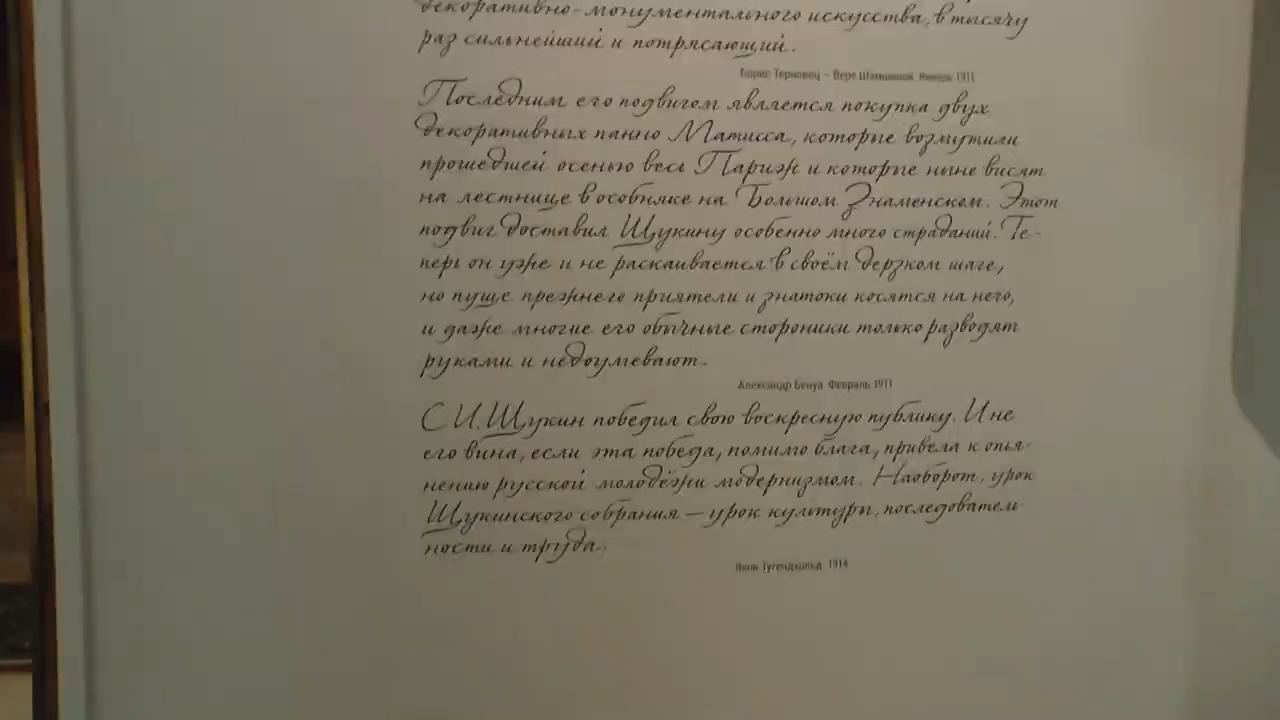 декоративно-монументального искусства, в тысячу
раз сильнейший и потрясающий.
Борис Терновец – Вере Шамшиной. Январь 1911
Последним его подвигом является покупка двух
декоративных панно Матисса, которые возмутили
прошедшей осенью весь Париж и которые ныне висят
на лестнице в особняке на Большом Знаменском. Этот
подвиг доставил Щукину особенно много страданий. Те-
перь он уже и не раскаивается в своём дерзком шаге,
но пуще прежнего приятели и знатоки косятся на него,
и даже многие его обычные сторонники только разводят
руками и недоумевают.
Александр Бенуа. Февраль 1911
С.И. Щукин победил свою воскресную публику. И не
его вина, если эта победа, помимо блага, привела к опья-
нению русской молодёжи модернизмом. Наоборот, урок
Щукинского собрания – урок культуры, последователь
ности и труда.
Яков Тугендхольд. 1914